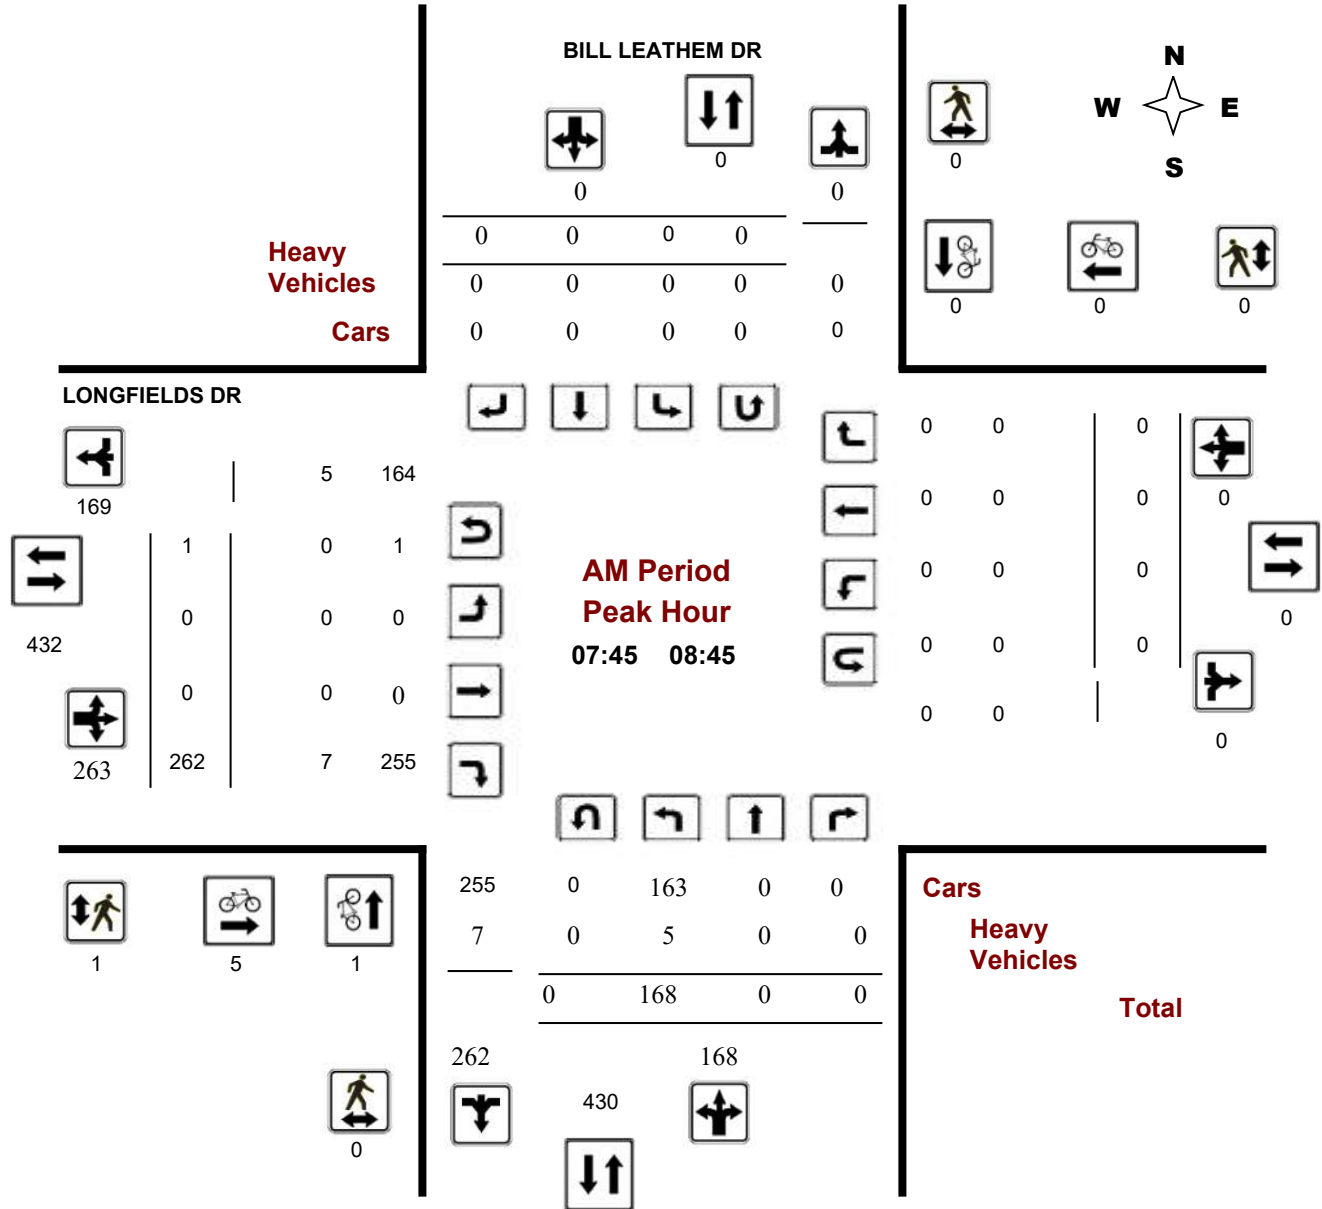 BILL LEATHEM DR
N
W E
S
0
0
0
0 0
0 0 0 0
Heavy
Vehicles
0 0 0 0 0
Cars
0 0 0 0 0
0 0 0
LONGFIELDS DR
169
5 164
1 0 1
0 0 0
432
0 0 0
263
262 7 255
AM Period
Peak Hour
07:45 08:45
0 0 0
0 0 0
0
0 0 0
0
0 0 0
0 0
0
255 0 163 0 0
7 0 5 0 0
0 168 0 0
262 168
430
Cars
Heavy
Vehicles
Total
1 5 1
0